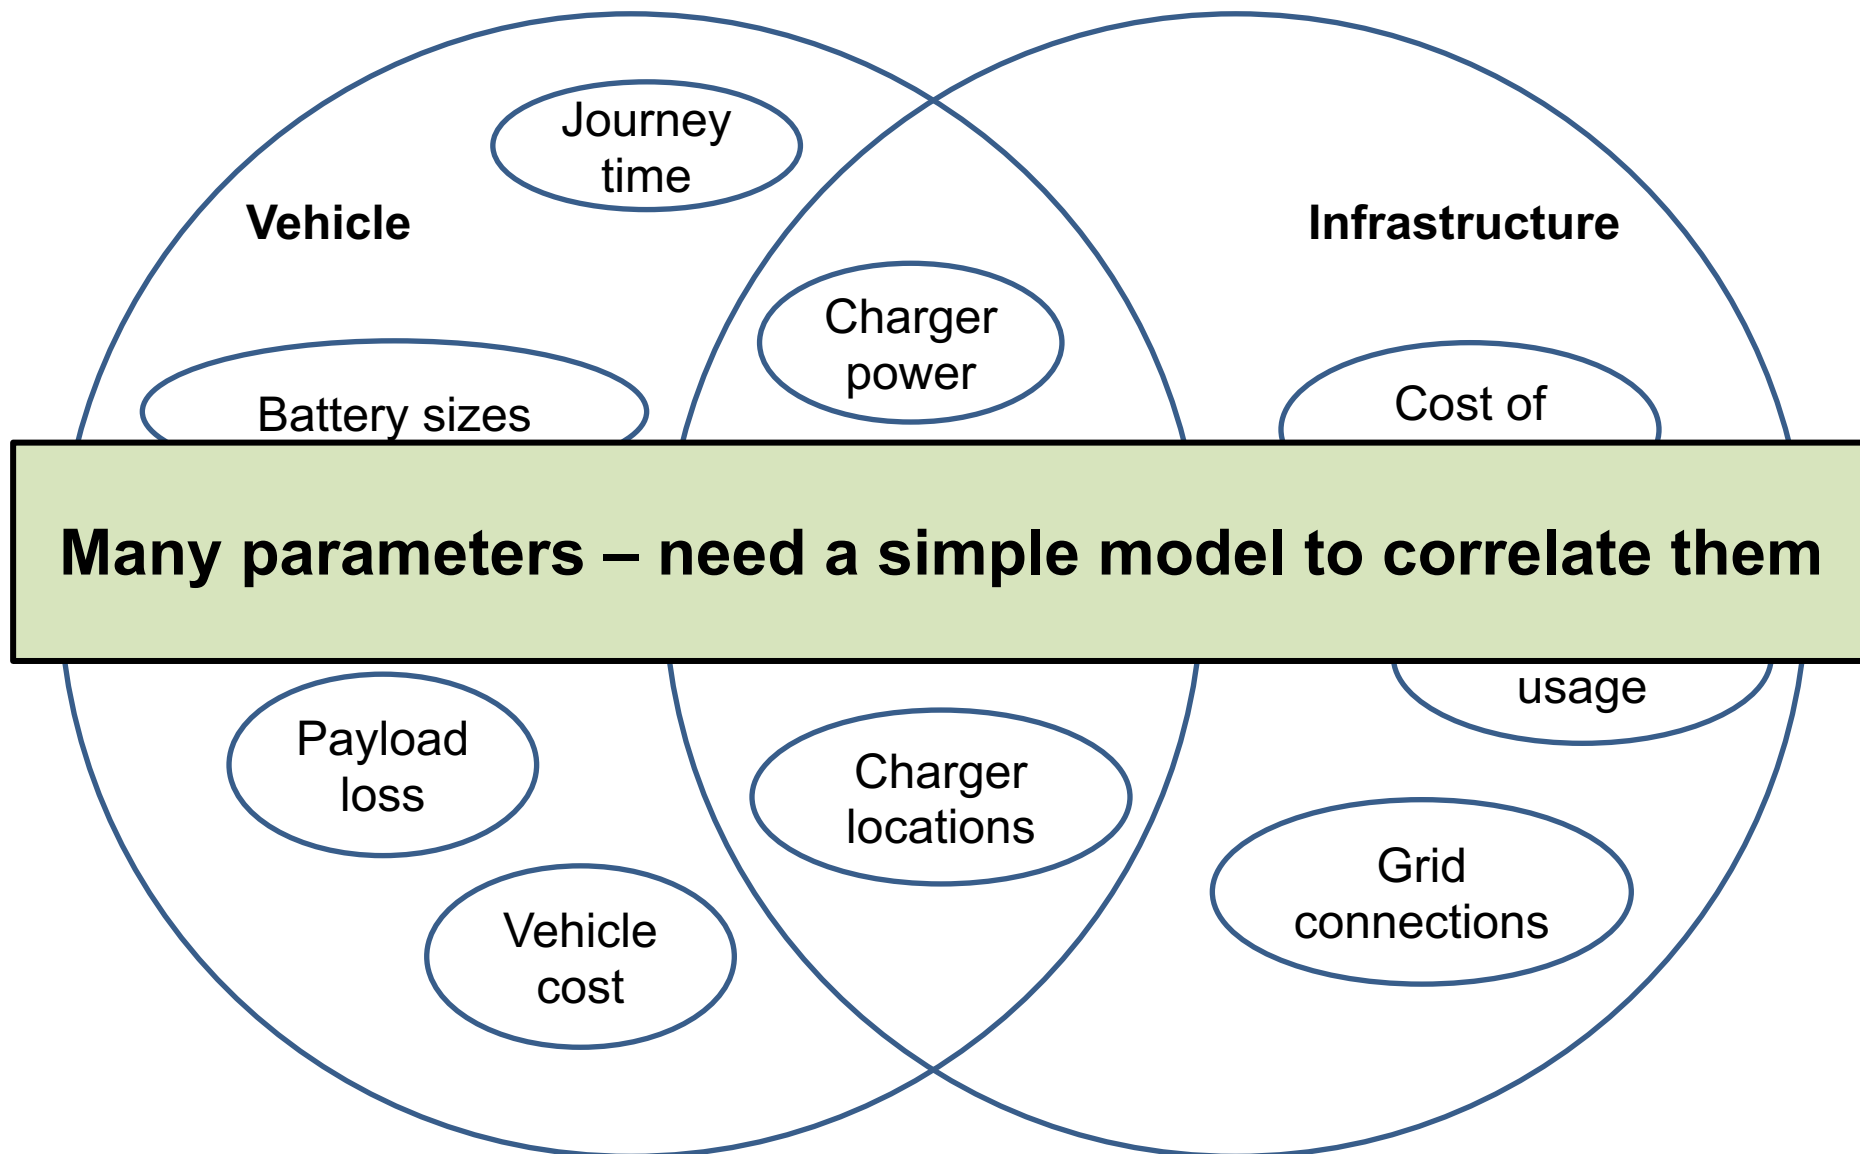 Journey
time
Vehicle
Infrastructure
Charger
power
Battery sizes
Cost of
Many parameters – need a simple model to correlate them
usage
Payload
loss
Charger
locations
Grid
connections
Vehicle
cost